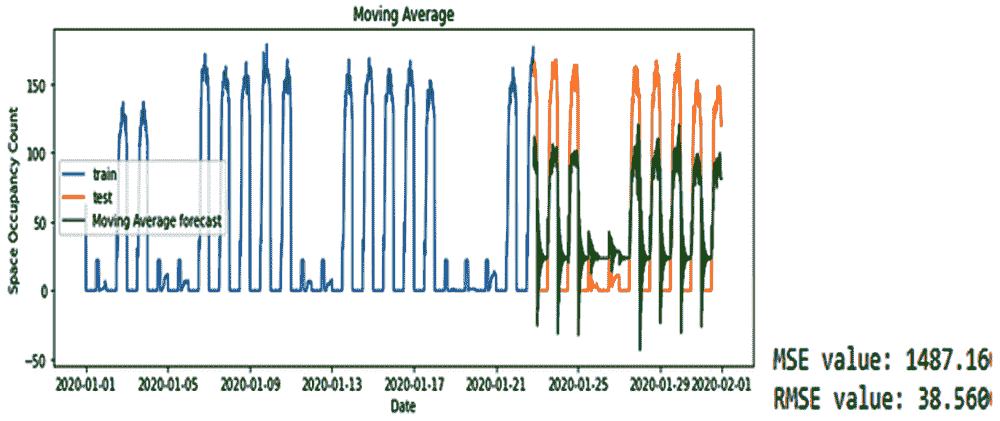 Moving Average
Space Occupancy Count
150
100
50
0
−50
train
test
Moving Average forecast
2020-01-01 2020-01-05 2020-01-09 2020-01-13 2020-01-17 2020-01-21 2020-01-25 2020-01-29 2020-02-01
Date
MSE value: 1487.160
RMSE value: 38.560